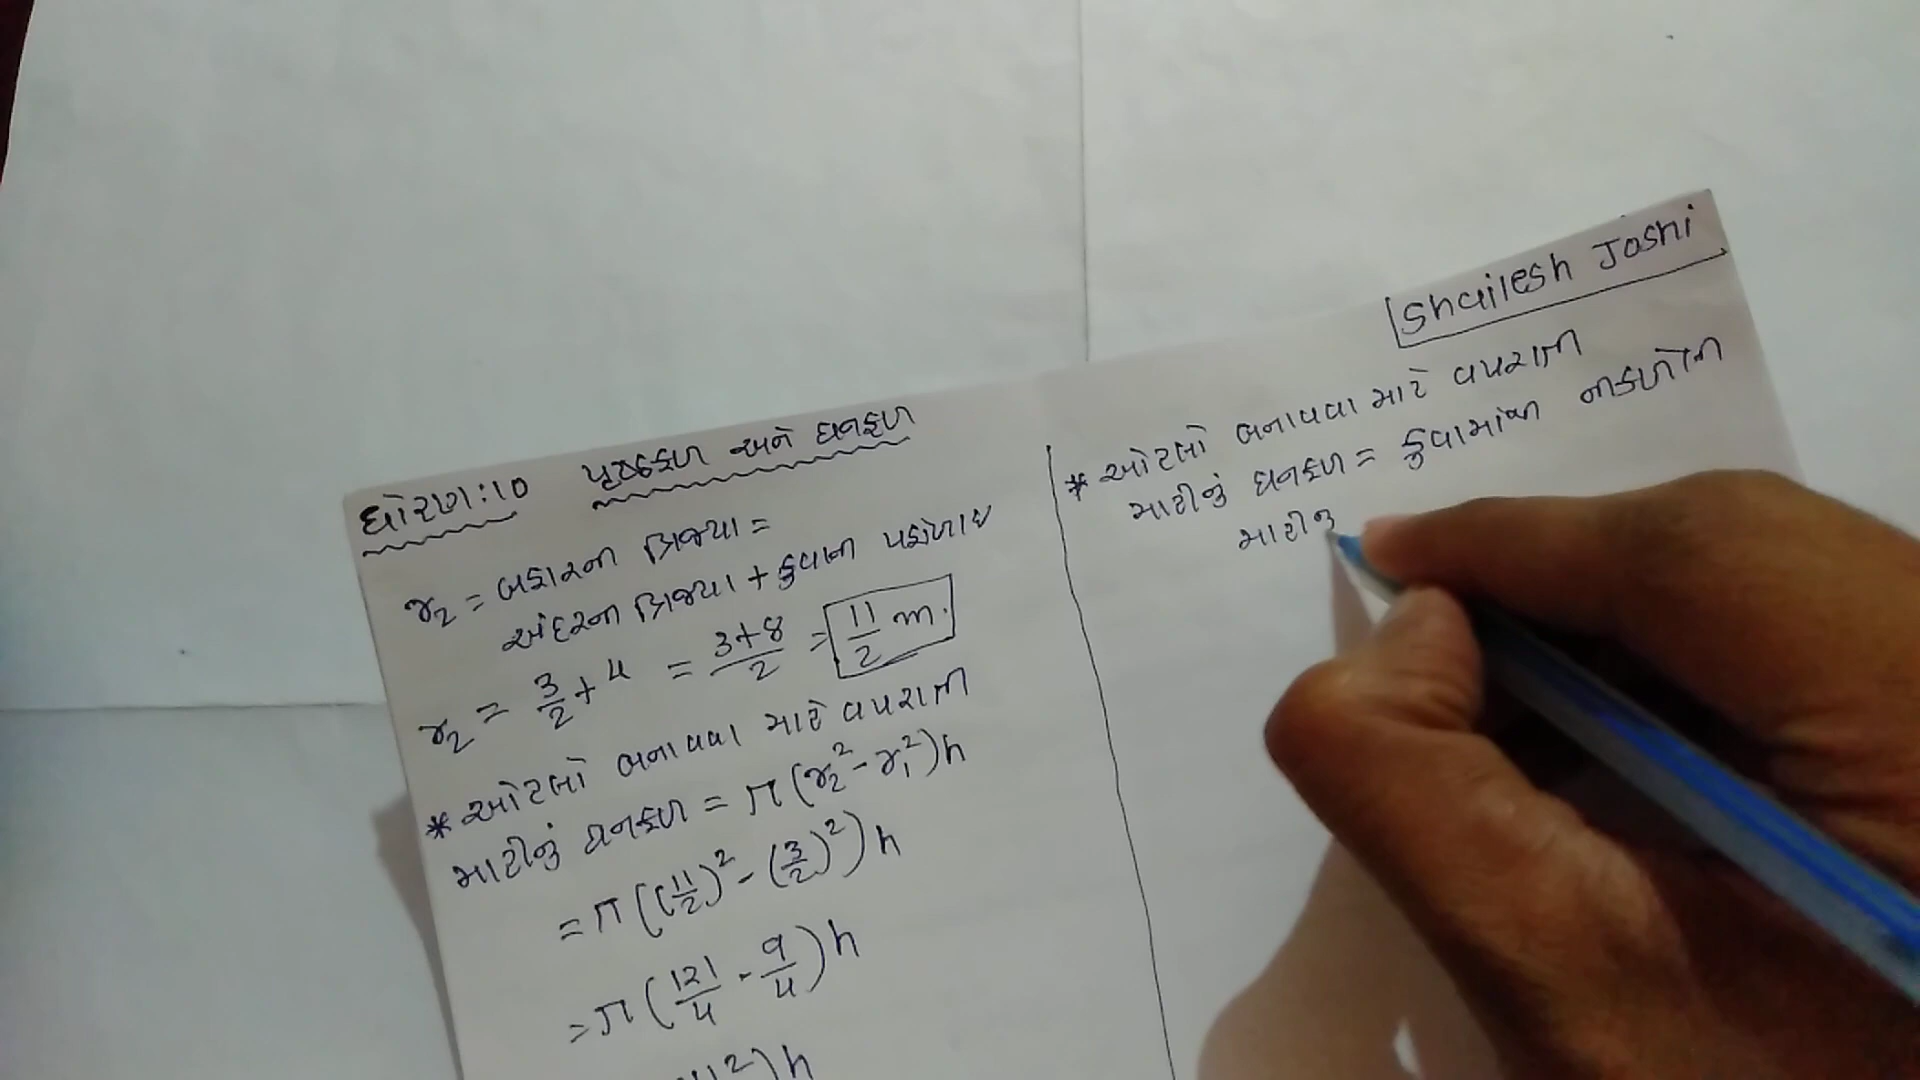 ધોરણ:10 પૃષ્ઠફળ અને ઘનફળ
r₂ = બહારની ત્રિજ્યા =
અંદરની ત્રિજ્યા + કુવાની પહોળાઇ
r₂ = 3/2 + 4 = (3+8)/2 = 11/2 m.
* ઓટલો બનાવવા માટે વપરાતી
માટીનું ઘનફળ = π(r₂² - r₁²)h
= π((11/2)² - (3/2)²)h
= π(121/4 - 9/4)h
112)h
Shailesh Joshi
* ઓટલો બનાવવા માટે વપરાતી
માટીનું ઘનફળ = કુવામાંથી નીકળેલી
માટીનુ